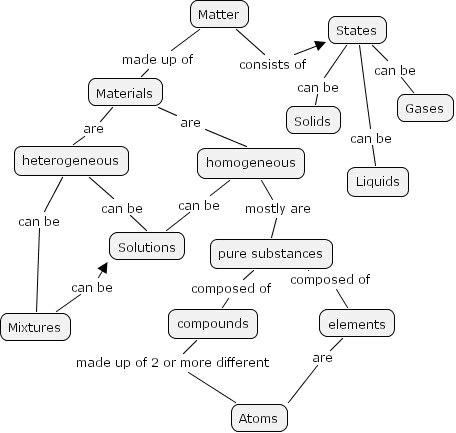 Matter
States
made up of
consists of
can be
can be
Materials
Solids
Gases
are
are
can be
heterogeneous
homogeneous
Liquids
can be
can be
can be
mostly are
Solutions
pure substances
can be
composed of
composed of
Mixtures
compounds
elements
made up of 2 or more different
are
Atoms